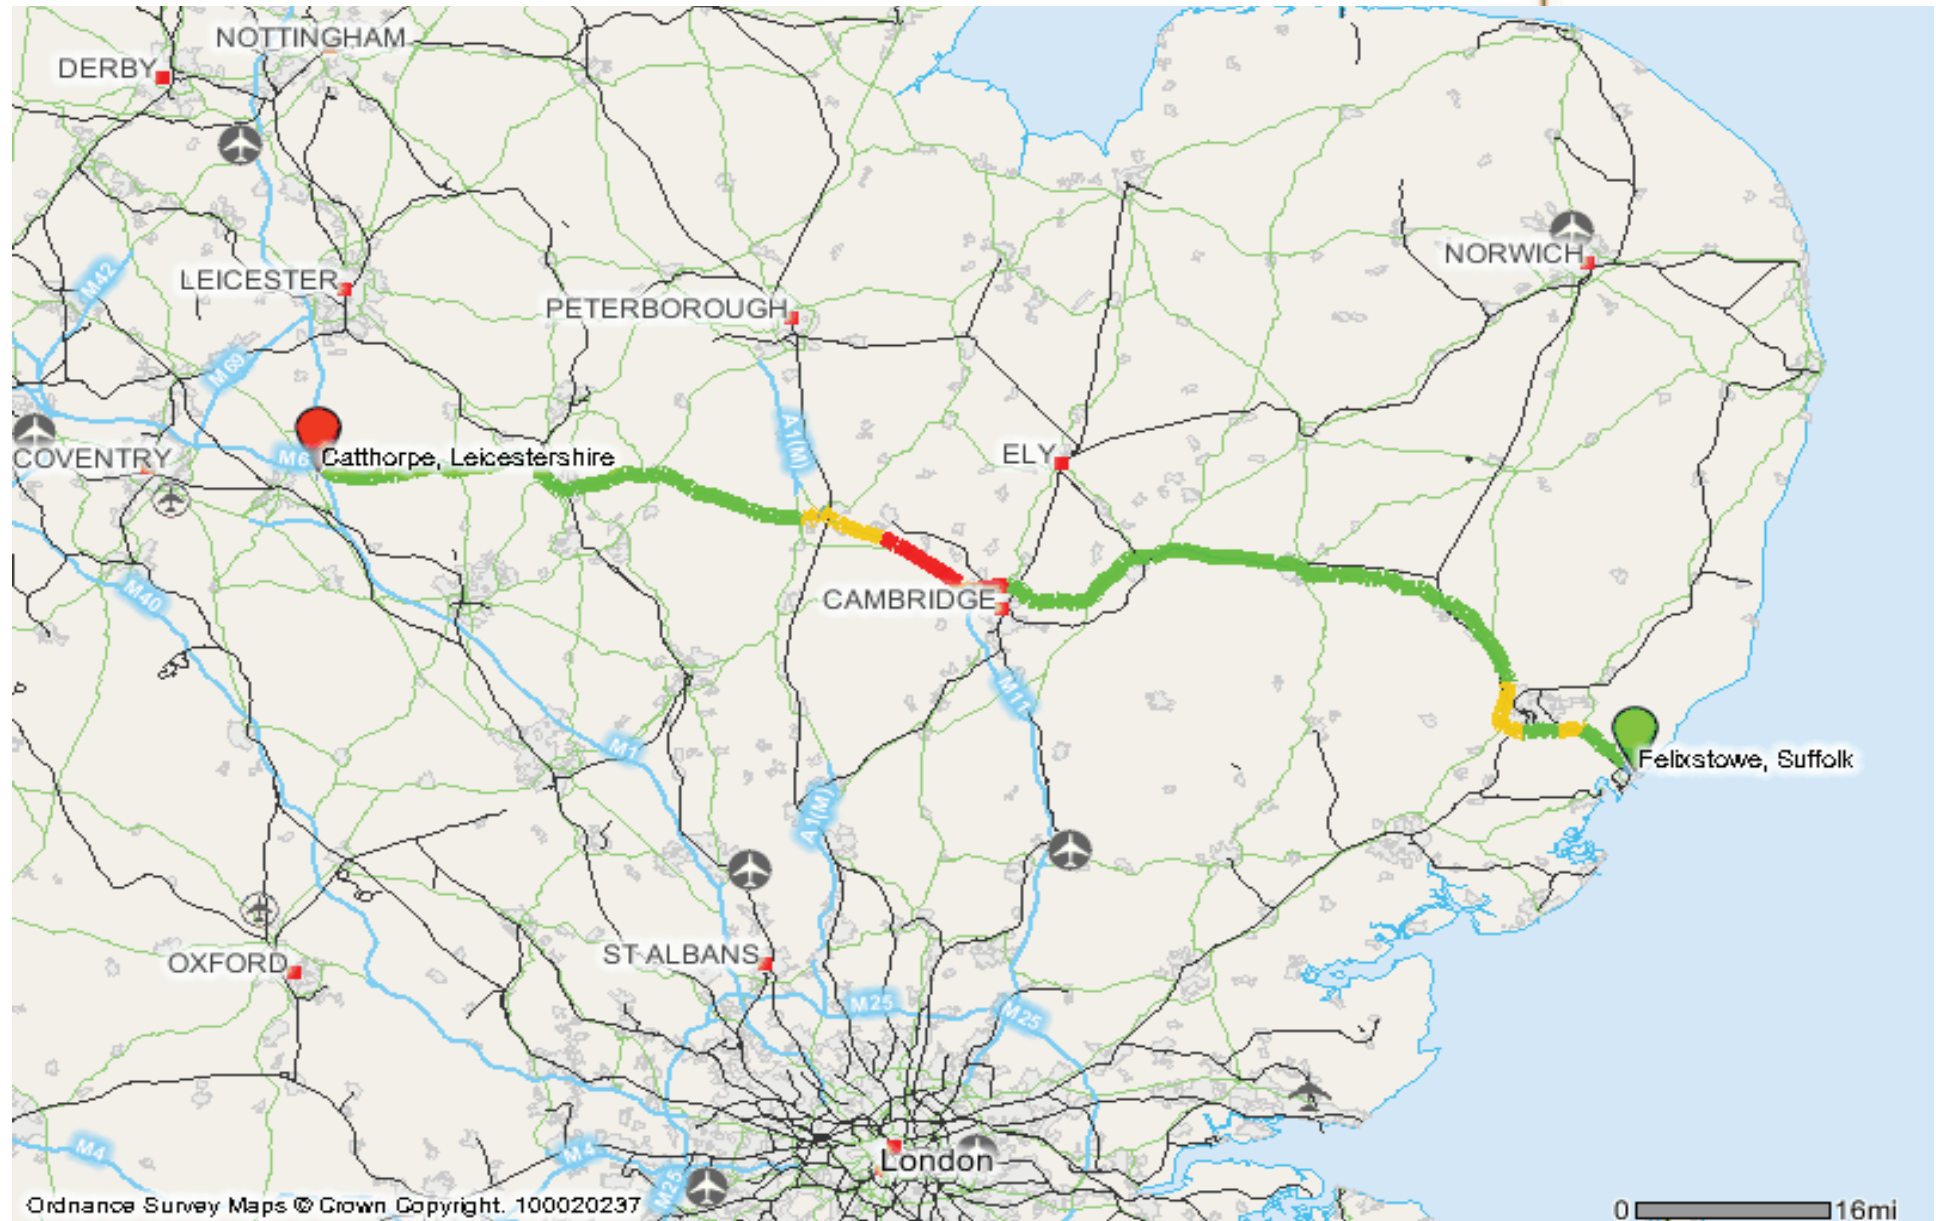 NOTTINGHAM
DERBY
NORWICH
M42
LEICESTER
PETERBOROUGH
M69
A1(M)
ELY
M6
Catthorpe, Leicestershire
COVENTRY
M40
CAMBRIDGE
M11
M1
Felixstowe, Suffolk
A1(M)
ST ALBANS
OXFORD
M25
M25
M4
M4
London
M25
Ordnance Survey Maps © Crown Copyright. 100020237
0 16mi